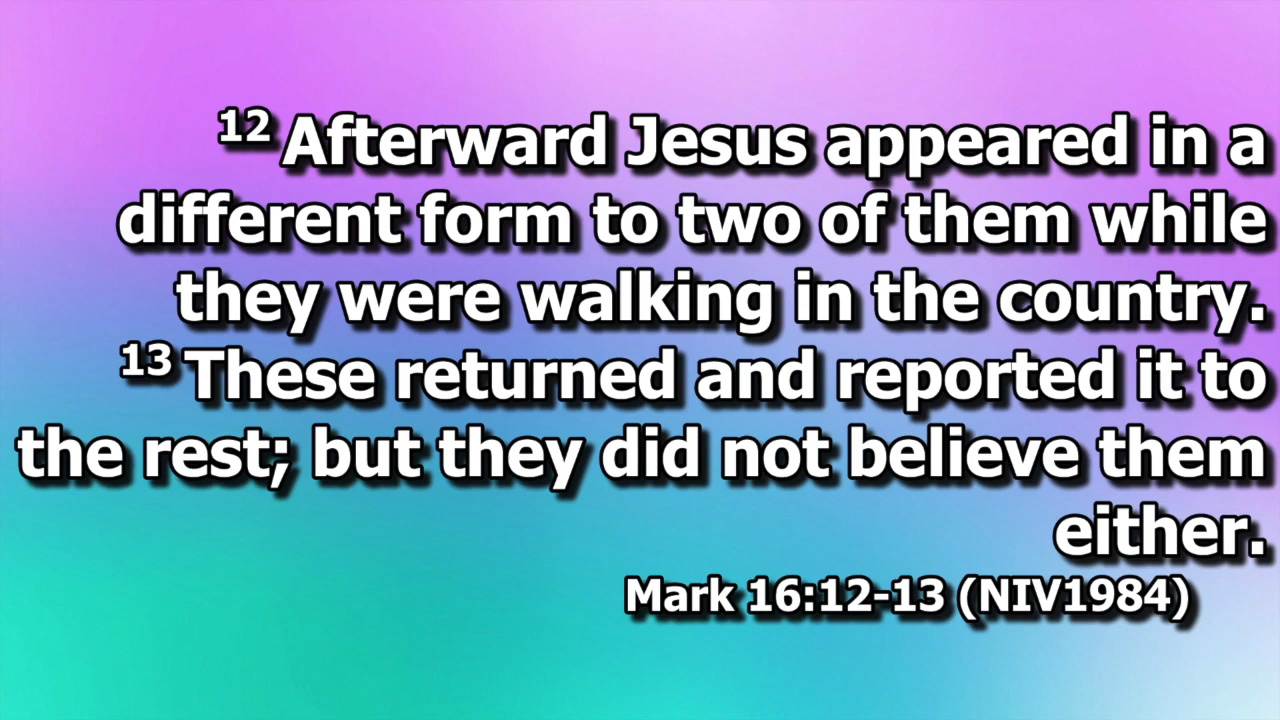 12 Afterward Jesus appeared in a
different form to two of them while
they were walking in the country.
13 These returned and reported it to
the rest; but they did not believe them
either.
Mark 16:12-13 (NIV1984)